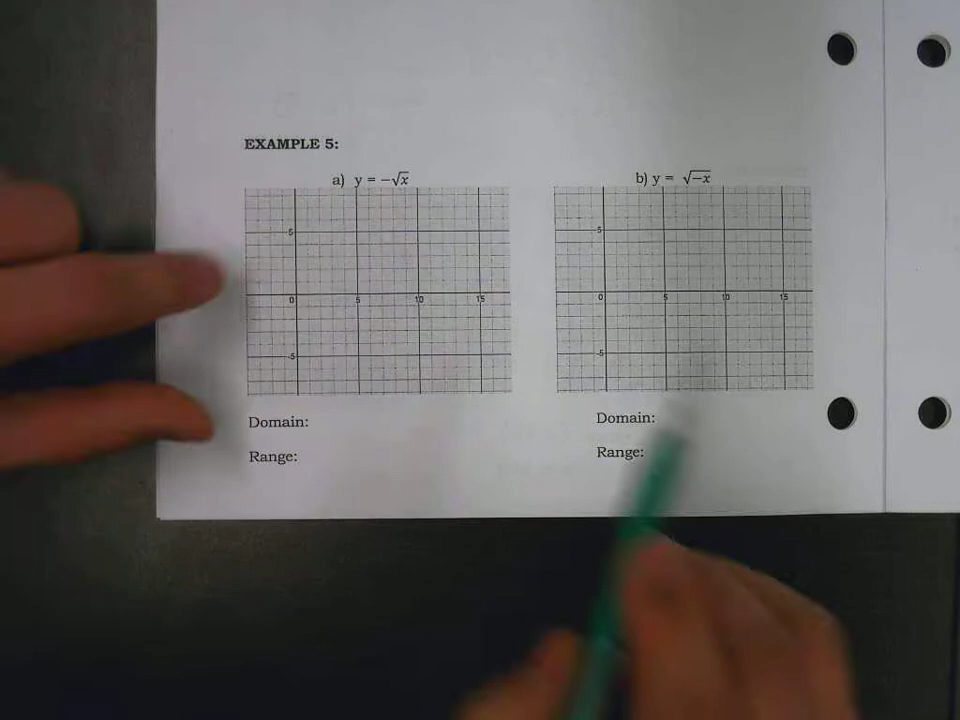 EXAMPLE 5:
a) y = −√x
b) y = √−x
5
0 5 10 15
-5
5
0 5 10 15
-5
Domain:
Range:
Domain:
Range: